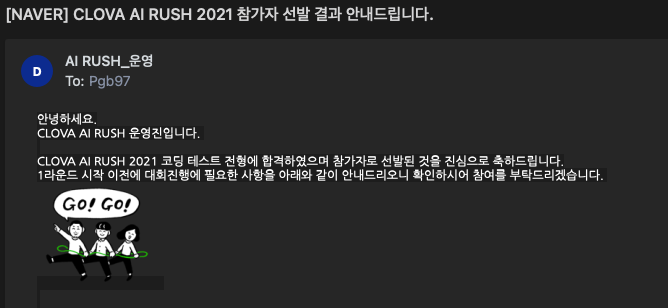 [NAVER] CLOVA AI RUSH 2021 참가자 선발 결과 안내드립니다.
D
AI RUSH_운영
To: Pgb97
안녕하세요.
CLOVA AI RUSH 운영진입니다.
CLOVA AI RUSH 2021 코딩 테스트 전형에 합격하였으며 참가자로 선발된 것을 진심으로 축하드립니다.
1라운드 시작 이전에 대회진행에 필요한 사항을 아래와 같이 안내드리오니 확인하시어 참여를 부탁드리겠습니다.
GO! GO!